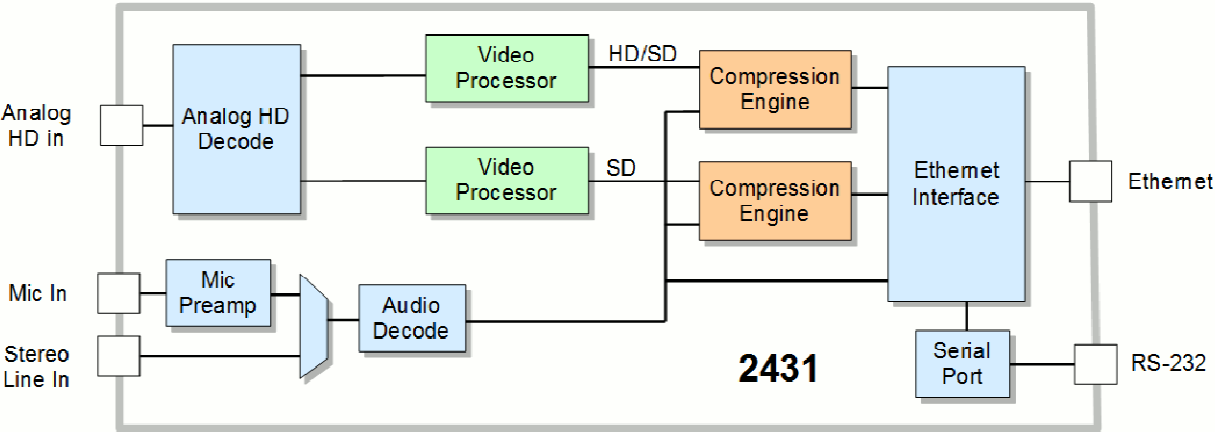 Analog
HD in
Analog HD
Decode
Video
Processor
HD/SD
Compression
Engine
Video
Processor
SD
Compression
Engine
Ethernet
Interface
Ethernet
Mic In
Mic
Preamp
Stereo
Line In
Audio
Decode
2431
Serial
Port
RS-232